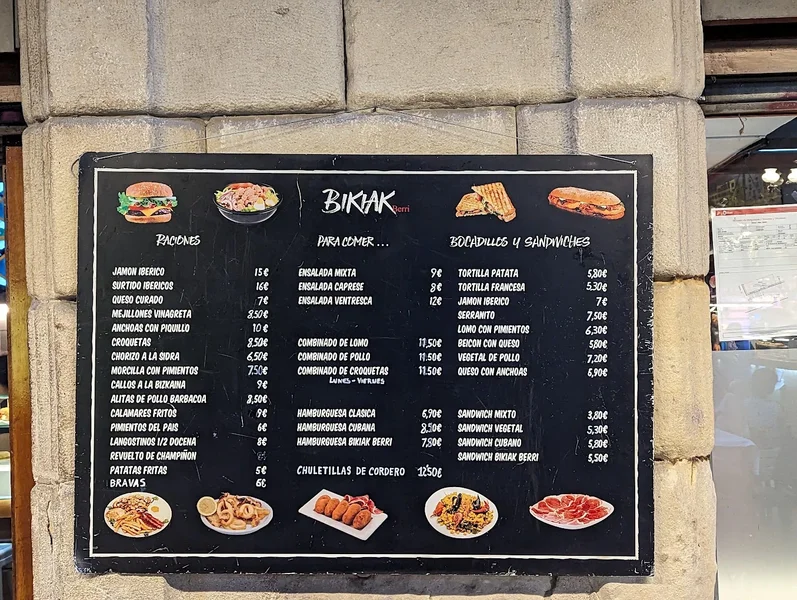 BIKIAK Berri
RACIONES
JAMON IBERICO 15 €
SURTIDO IBERICOS 16€
QUESO CURADO 7€
MEJILLONES VINAGRETA 8,50€
ANCHOAS CON PIQUILLO 10 €
CROQUETAS 8,50€
CHORIZO A LA SIDRA 6,50€
MORCILLA CON PIMIENTOS 7,50€
CALLOS A LA BIZKAINA 9€
ALITAS DE POLLO BARBACOA 8,50€
CALAMARES FRITOS 9€
PIMIENTOS DEL PAIS 6€
LANGOSTINOS 1/2 DOCENA 8€
REVUELTO DE CHAMPIÑON
PATATAS FRITAS 5€
BRAVAS 6€
PARA COMER ...
ENSALADA MIXTA 9€
ENSALADA CAPRESE 8€
ENSALADA VENTRESCA 12€
COMBINADO DE LOMO 11,50€
COMBINADO DE POLLO 11.50€
COMBINADO DE CROQUETAS 11.50€
LUNES - VIERNES
HAMBURGUESA CLASICA 6,90€
HAMBURGUESA CUBANA 8,50€
HAMBURGUESA BIKIAK BERRI 7,80€
CHULETILLAS DE CORDERO 12,50€
BOCADILLOS Y SANDWICHES
TORTILLA PATATA 5,80€
TORTILLA FRANCESA 5.30€
JAMON IBERICO 7€
SERRANITO 7,50€
LOMO CON PIMIENTOS 6,30€
BEICON CON QUESO 5,80€
VEGETAL DE POLLO 7,20€
QUESO CON ANCHOAS 6,90€
SANDWICH MIXTO 3,80€
SANDWICH VEGETAL 5,30€
SANDWICH CUBANO 5,80€
SANDWICH BIKIAK BERRI 5,50€